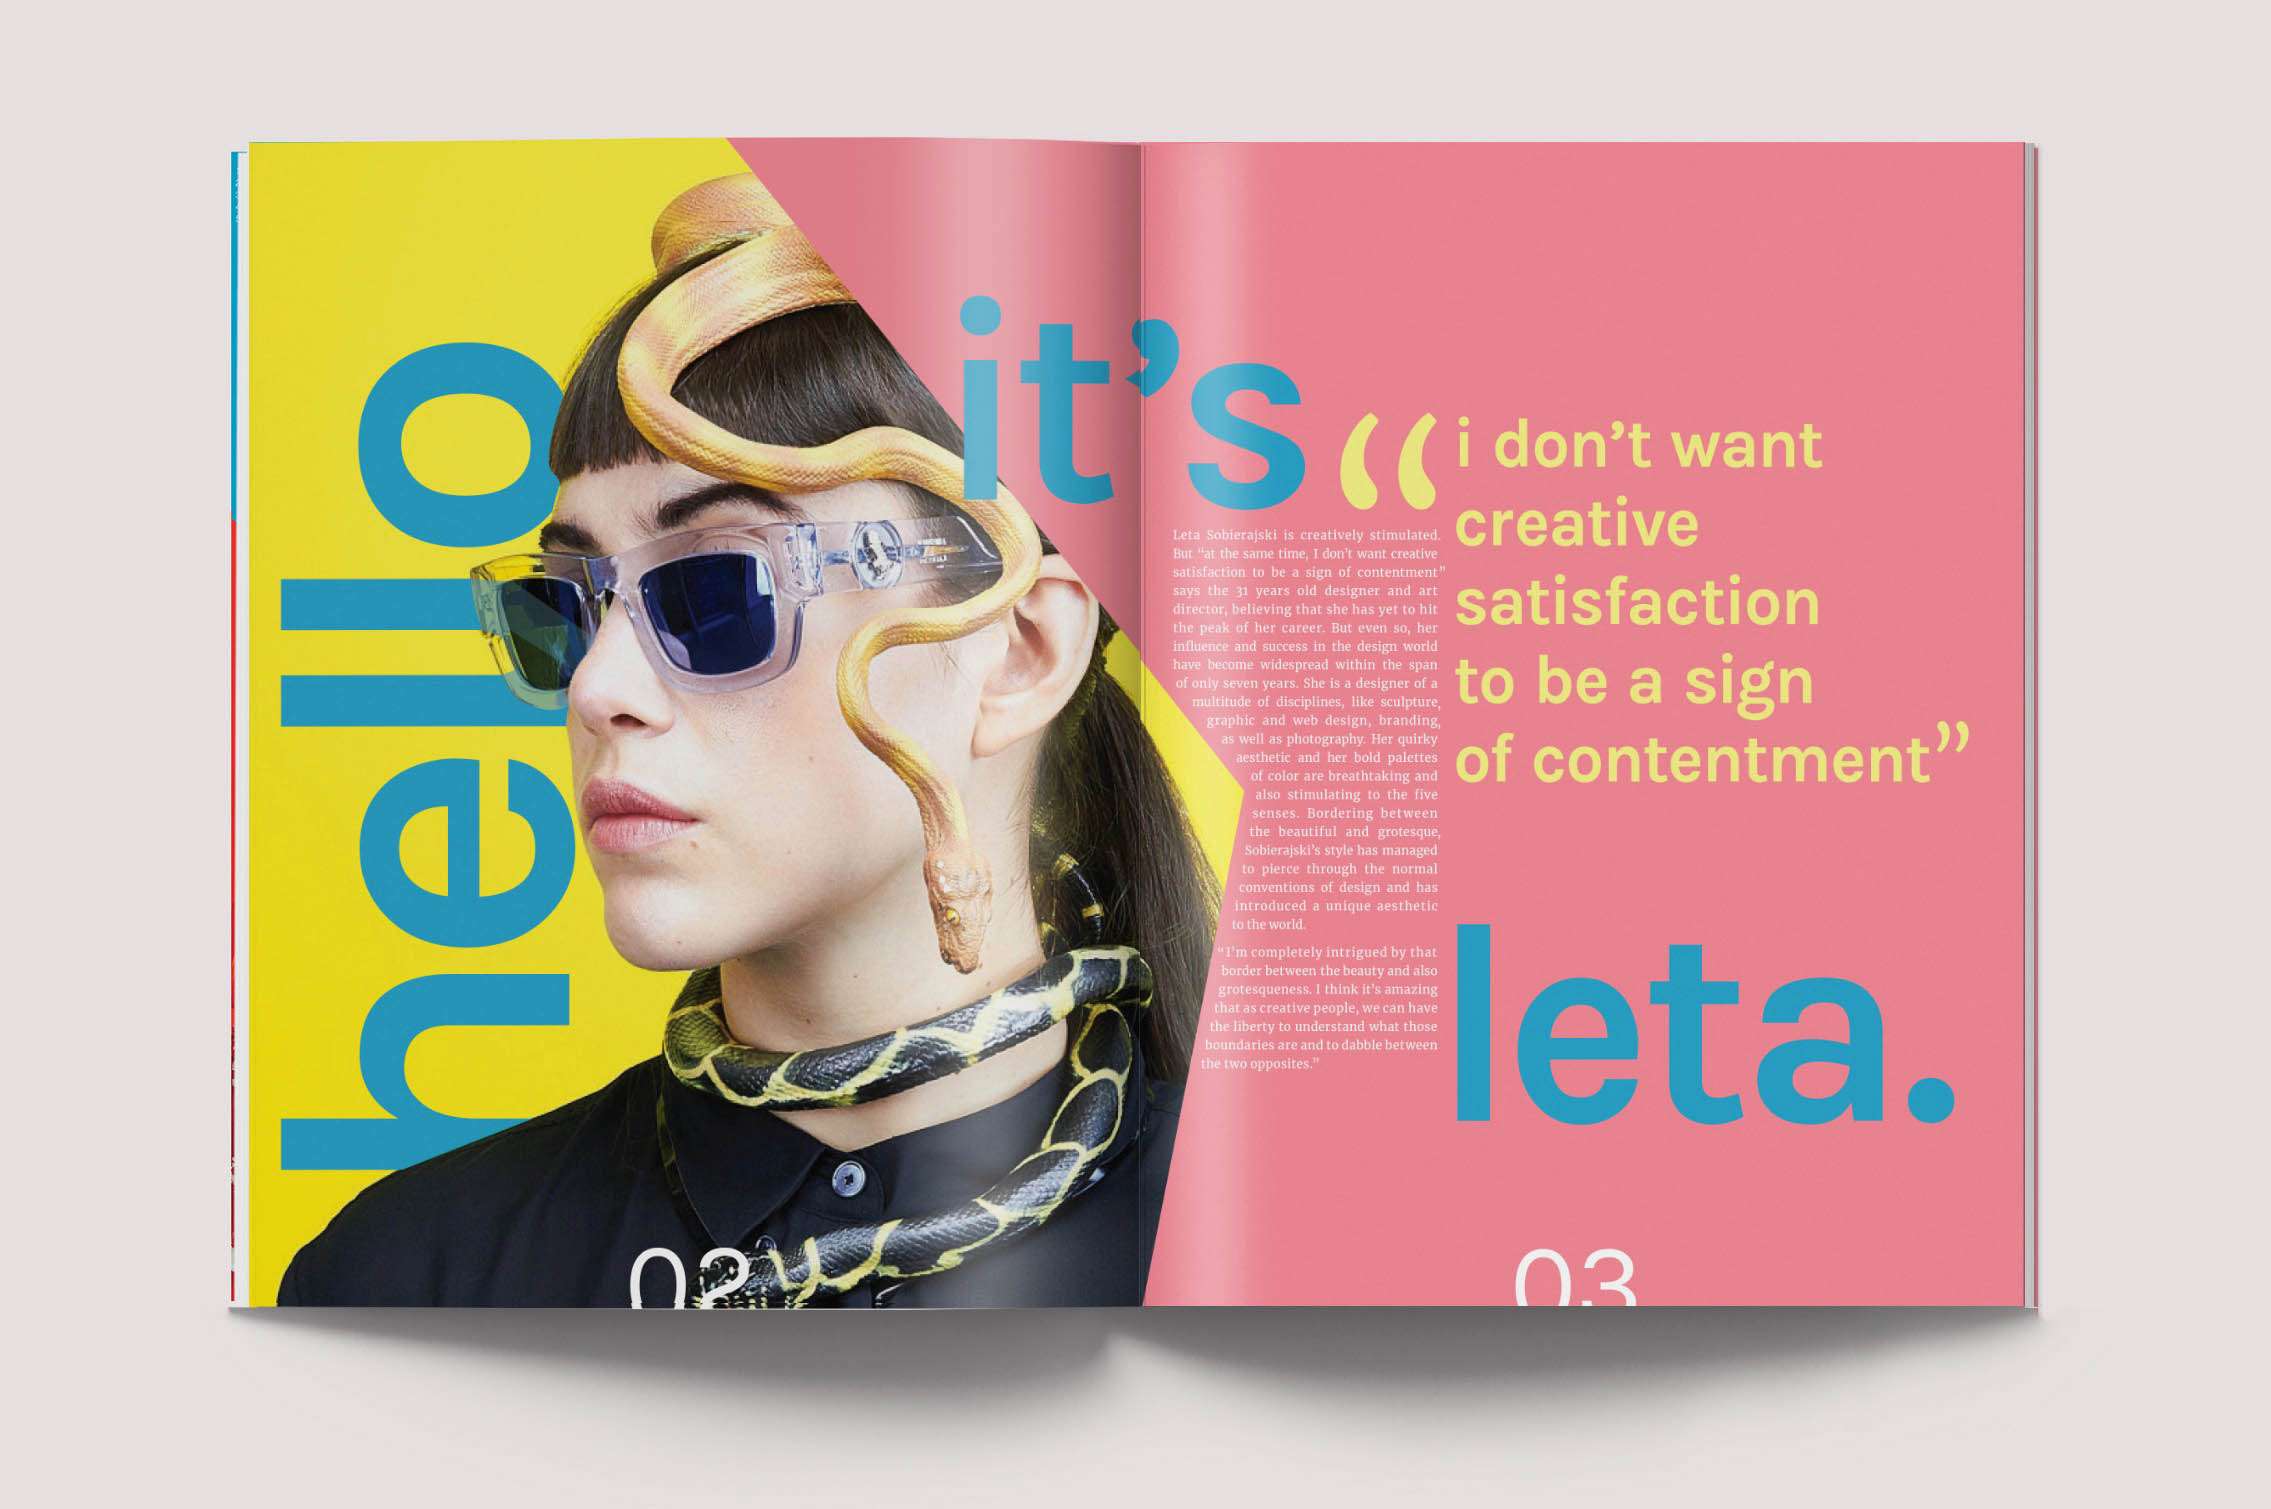 hello
it's
“i don’t want
creative
satisfaction
to be a sign
of contentment”
Leta Sobierajski is creatively stimulated.
But “at the same time, I don’t want creative
satisfaction to be a sign of contentment”
says the 31 years old designer and art
director, believing that she has yet to hit
the peak of her career. But even so, her
influence and success in the design world
have become widespread within the span
of only seven years. She is a designer of a
multitude of disciplines, like sculpture,
graphic and web design, branding,
as well as photography. Her quirky
aesthetic and her bold palettes
of color are breathtaking and
also stimulating to the five
senses. Bordering between
the beautiful and grotesque,
Sobierajski’s style has managed
to pierce through the normal
conventions of design and has
introduced a unique aesthetic
to the world.
“I’m completely intrigued by that
border between the beauty and also
grotesqueness. I think it’s amazing
that as creative people, we can have
the liberty to understand what those
boundaries are and to dabble between
the two opposites.”
leta.
02
03